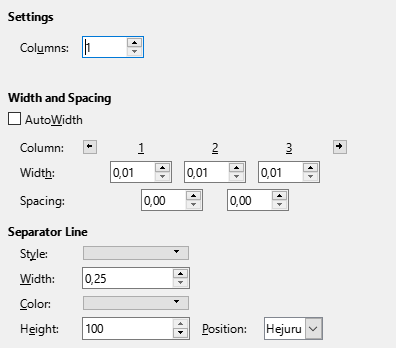 Settings
Columns: 1
Width and Spacing
AutoWidth
Column: 1 2 3
Width: 0,01 0,01 0,01
Spacing: 0,00 0,00
Separator Line
Style:
Width: 0,25
Color:
Height: 100 Position: Hejuru